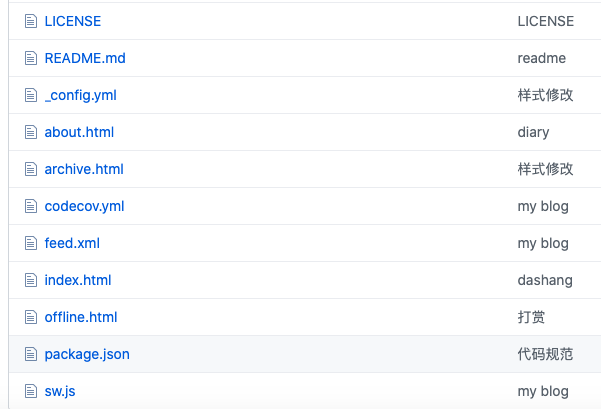 LICENSE LICENSE
README.md readme
_config.yml 样式修改
about.html diary
archive.html 样式修改
codecov.yml my blog
feed.xml my blog
index.html dashang
offline.html 打赏
package.json 代码规范
sw.js my blog